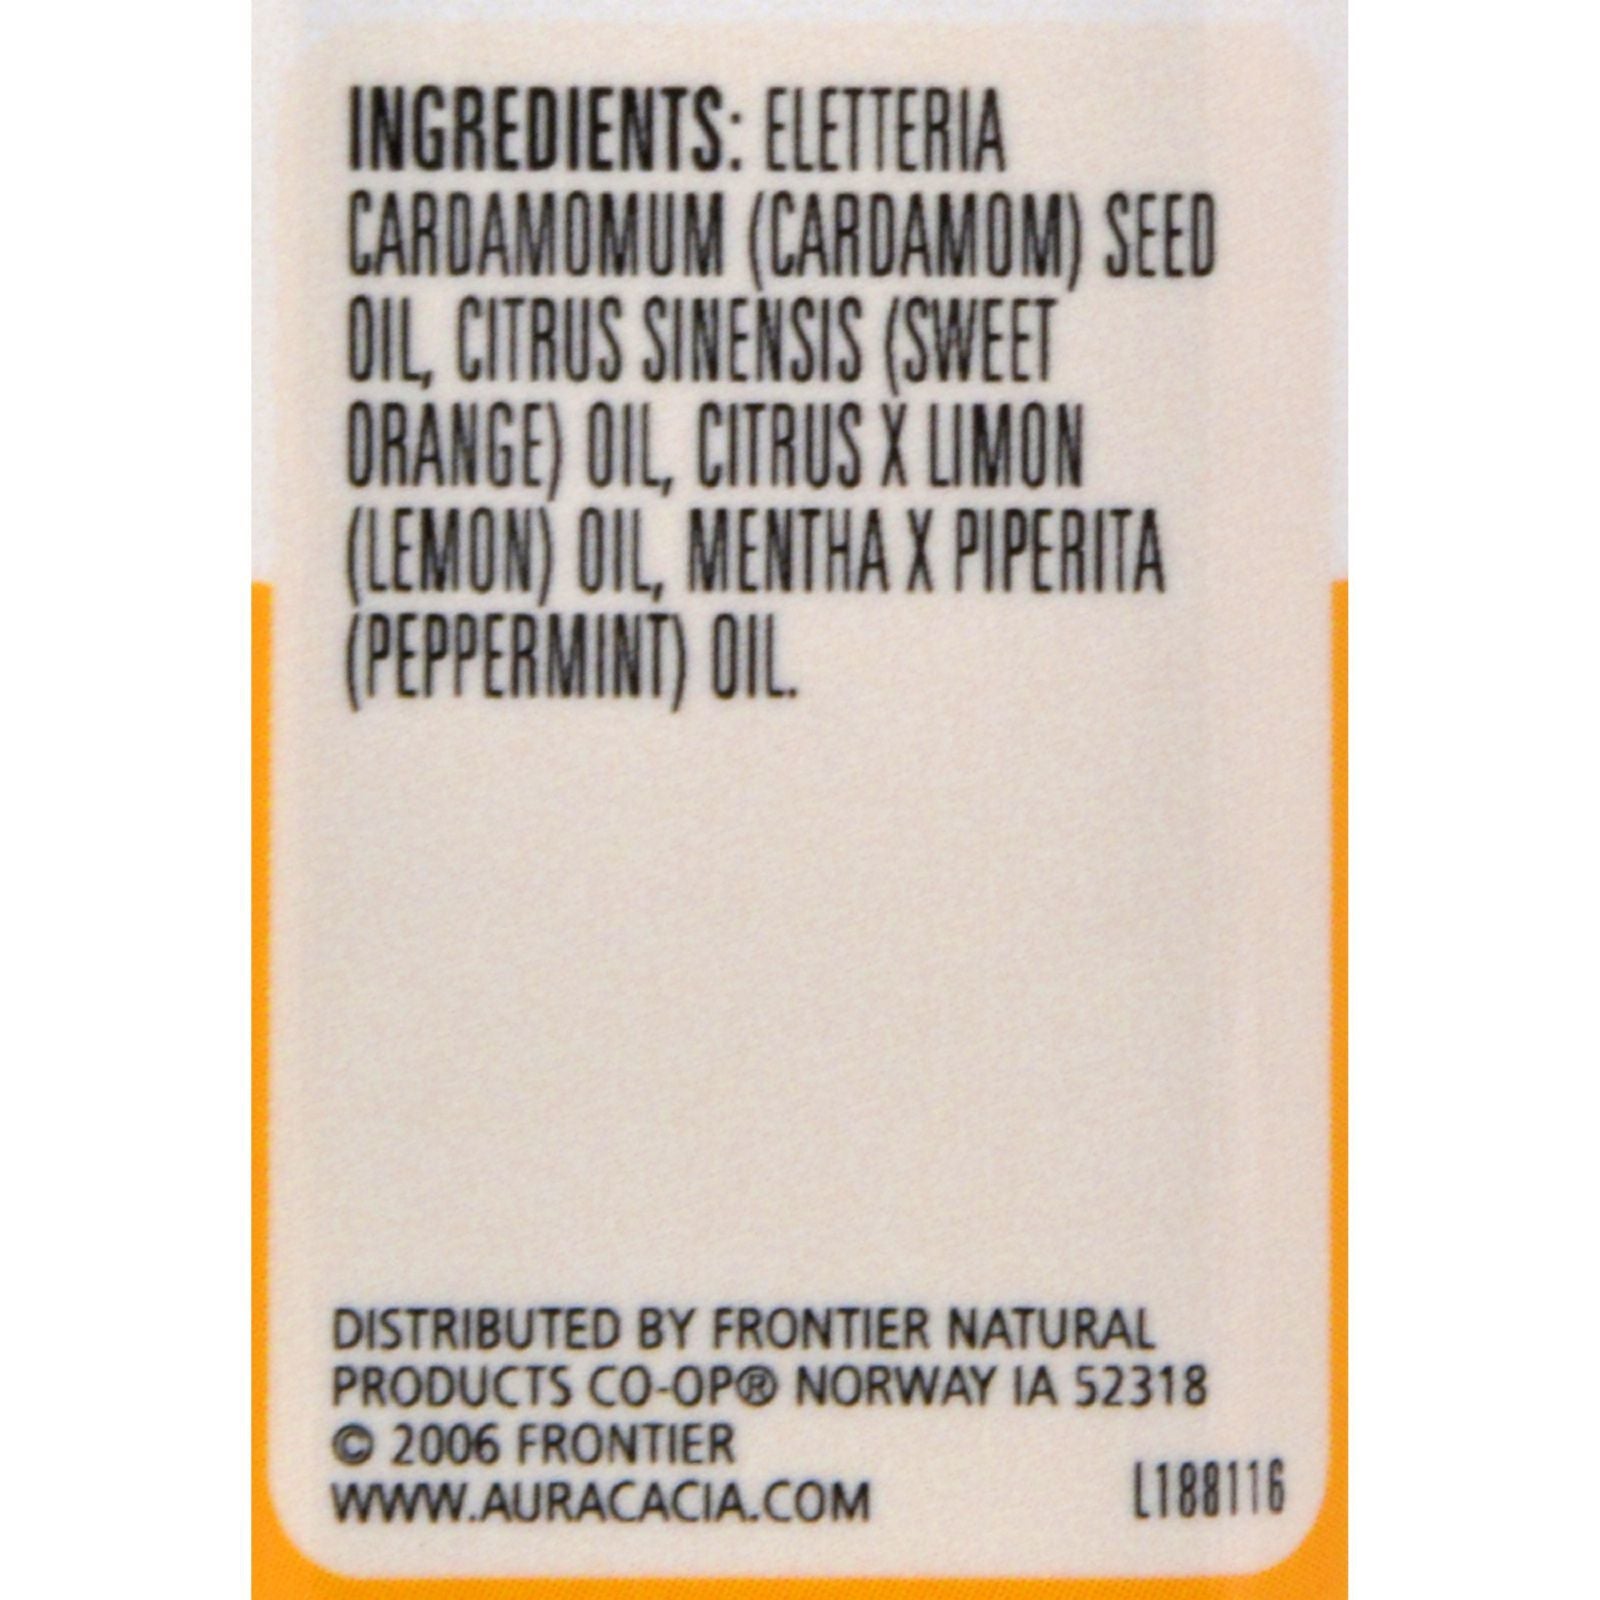 INGREDIENTS: ELETTERIA
CARDAMOMUM (CARDAMOM) SEED
OIL, CITRUS SINENSIS (SWEET
ORANGE) OIL, CITRUS X LIMON
(LEMON) OIL, MENTHA X PIPERITA
(PEPPERMINT) OIL.
DISTRIBUTED BY FRONTIER NATURAL
PRODUCTS CO-OP® NORWAY IA 52318
© 2006 FRONTIER
WWW.AURACACIA.COM
L188116